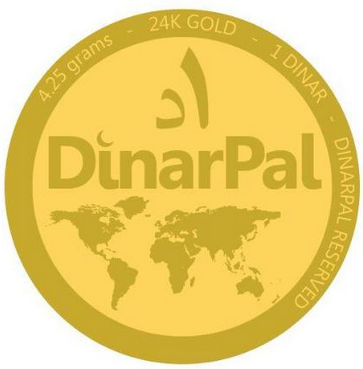 4.25 grams - 24K GOLD - 1 DINAR - DINARPAL RESERVED
اد
DinarPal